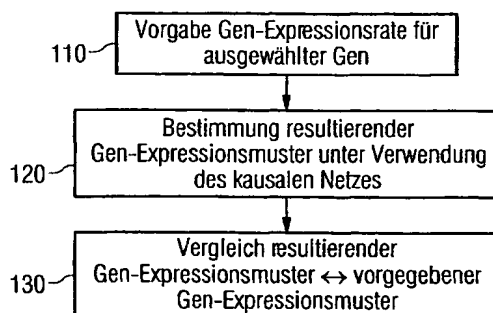 110
Vorgabe Gen-Expressionsrate für
ausgewählter Gen
120
Bestimmung resultierender
Gen-Expressionsmuster unter Verwendung
des kausalen Netzes
130
Vergleich resultierender
Gen-Expressionsmuster ↔ vorgegebener
Gen-Expressionsmuster